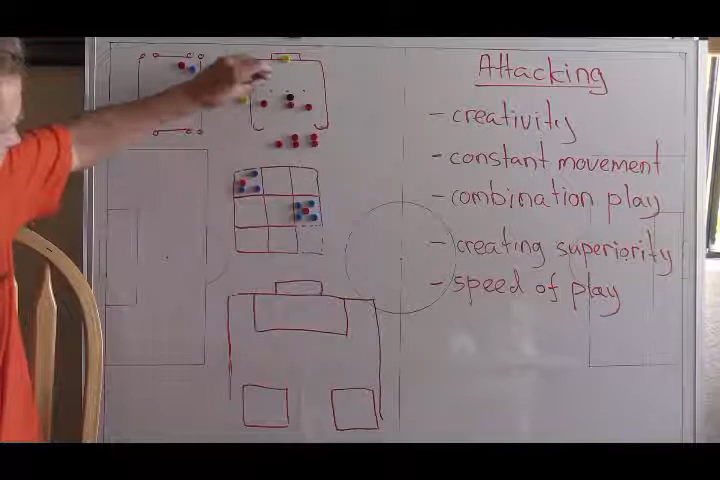 Attacking
- creativity
- constant movement
- combination play
- creating superiority
- speed of play